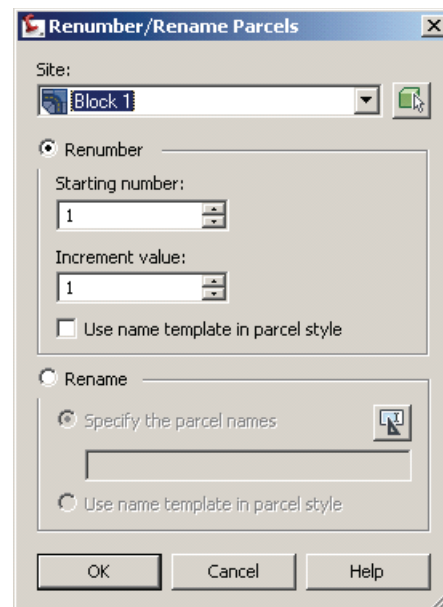 Renumber/Rename Parcels
Site:
Block 1
Renumber
Starting number:
1
Increment value:
1
Use name template in parcel style
Rename
Specify the parcel names
Use name template in parcel style
OK Cancel Help